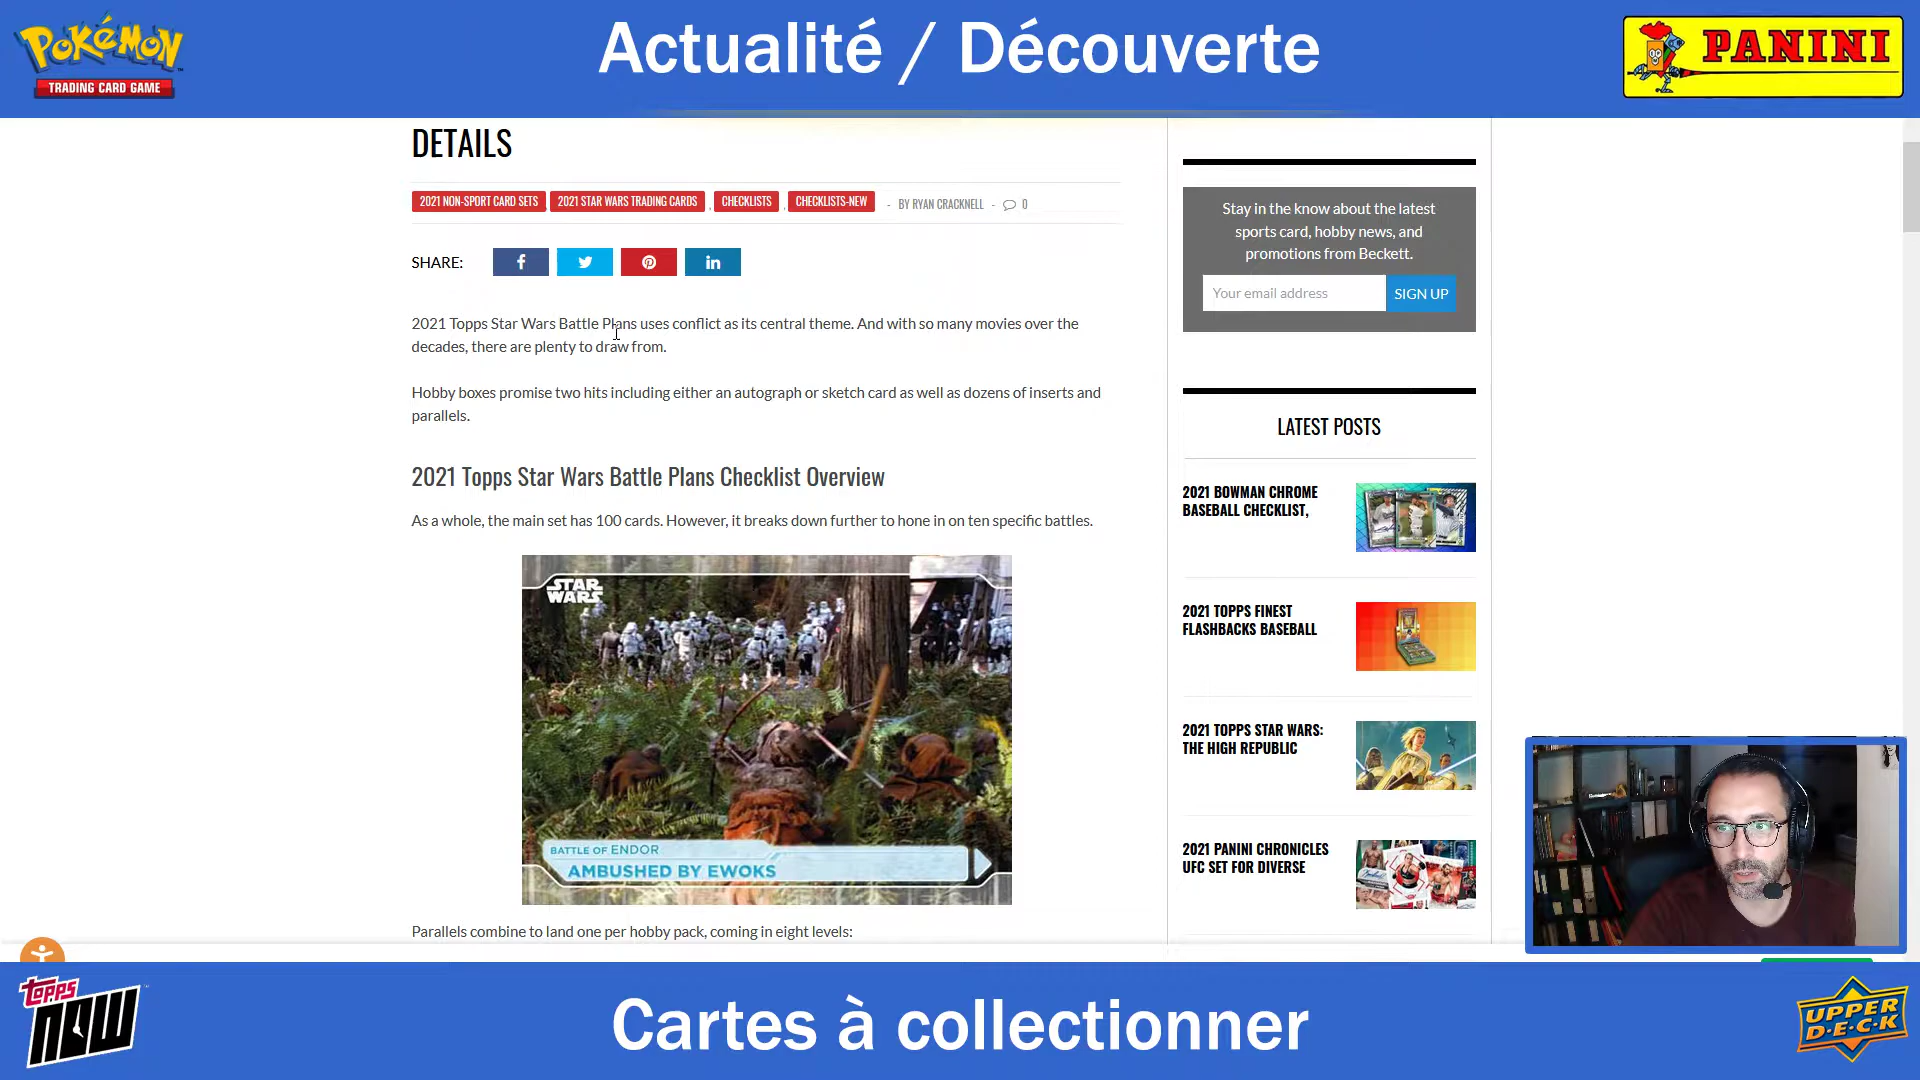 POKÉMON
TRADING CARD GAME
Actualité / Découverte
PANINI
DETAILS
2021 NON-SPORT CARD SETS 2021 STAR WARS TRADING CARDS , CHECKLISTS , CHECKLISTS-NEW - BY RYAN CRACKNELL - 0
SHARE:
2021 Topps Star Wars Battle Plans uses conflict as its central theme. And with so many movies over the
decades, there are plenty to draw from.
Hobby boxes promise two hits including either an autograph or sketch card as well as dozens of inserts and
parallels.
2021 Topps Star Wars Battle Plans Checklist Overview
As a whole, the main set has 100 cards. However, it breaks down further to hone in on ten specific battles.
STAR
WARS
BATTLE OF ENDOR
AMBUSHED BY EWOKS
Parallels combine to land one per hobby pack, coming in eight levels:
Stay in the know about the latest
sports card, hobby news, and
promotions from Beckett.
Your email address SIGN UP
LATEST POSTS
2021 BOWMAN CHROME
BASEBALL CHECKLIST,
2021 TOPPS FINEST
FLASHBACKS BASEBALL
2021 TOPPS STAR WARS:
THE HIGH REPUBLIC
2021 PANINI CHRONICLES
UFC SET FOR DIVERSE
TOPPS
NOW
Cartes à collectionner
UPPER
D·E·C·K